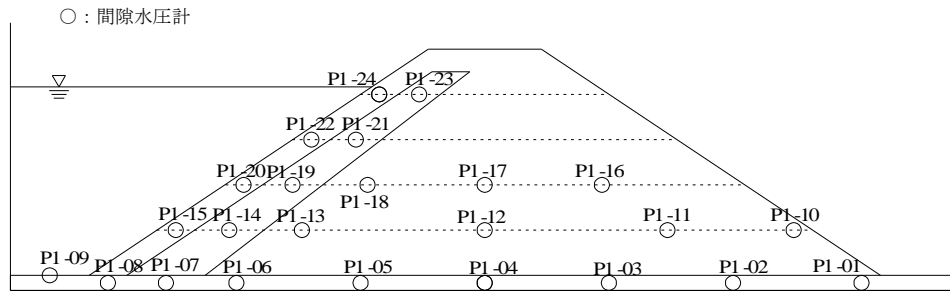 ○：間隙水圧計
P1-24 P1-23
P1-22 P1-21
P1-20 P1-19 P1-17 P1-16
P1-18
P1-15 P1-14 P1-13 P1-12 P1-11 P1-10
P1-09 P1-08 P1-07 P1-06 P1-05 P1-04 P1-03 P1-02 P1-01